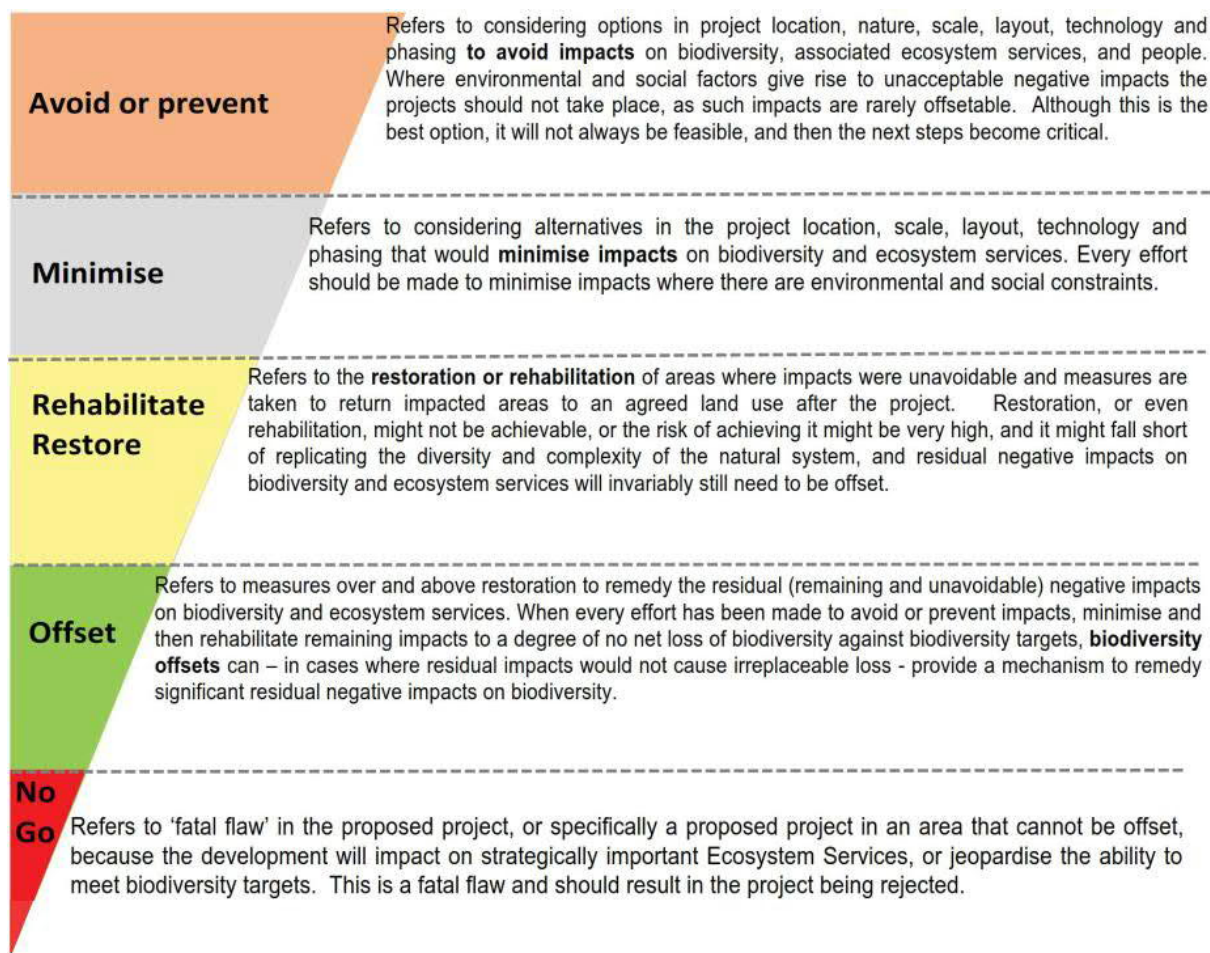 Refers to considering options in project location, nature, scale, layout, technology and
phasing to avoid impacts on biodiversity, associated ecosystem services, and people.
Where environmental and social factors give rise to unacceptable negative impacts the
projects should not take place, as such impacts are rarely offsetable. Although this is the
best option, it will not always be feasible, and then the next steps become critical.
Avoid or prevent
Refers to considering alternatives in the project location, scale, layout, technology and
phasing that would minimise impacts on biodiversity and ecosystem services. Every effort
should be made to minimise impacts where there are environmental and social constraints.
Minimise
Refers to the restoration or rehabilitation of areas where impacts were unavoidable and measures are
taken to return impacted areas to an agreed land use after the project. Restoration, or even
rehabilitation, might not be achievable, or the risk of achieving it might be very high, and it might fall short
of replicating the diversity and complexity of the natural system, and residual negative impacts on
biodiversity and ecosystem services will invariably still need to be offset.
Rehabilitate
Restore
Refers to measures over and above restoration to remedy the residual (remaining and unavoidable) negative impacts
on biodiversity and ecosystem services. When every effort has been made to avoid or prevent impacts, minimise and
then rehabilitate remaining impacts to a degree of no net loss of biodiversity against biodiversity targets, biodiversity
offsets can – in cases where residual impacts would not cause irreplaceable loss - provide a mechanism to remedy
significant residual negative impacts on biodiversity.
Offset
No
Go
Refers to ‘fatal flaw’ in the proposed project, or specifically a proposed project in an area that cannot be offset,
because the development will impact on strategically important Ecosystem Services, or jeopardise the ability to
meet biodiversity targets. This is a fatal flaw and should result in the project being rejected.